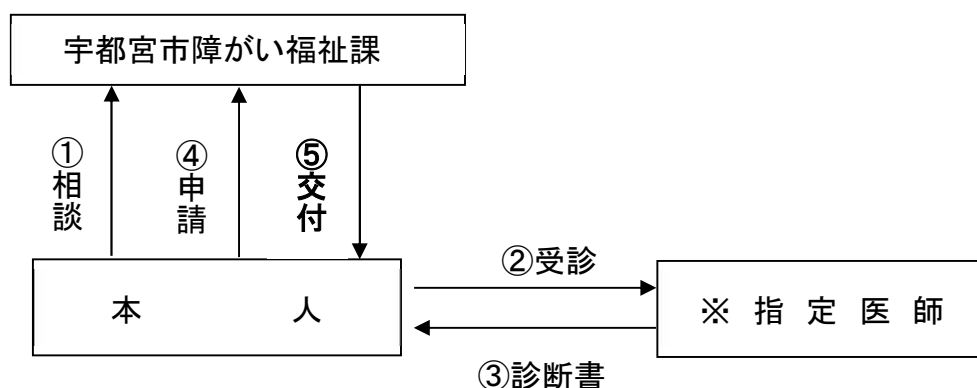 宇都宮市障がい福祉課
①相談
④申請
⑤交付
②受診
本　　人
※ 指 定 医 師
③診断書